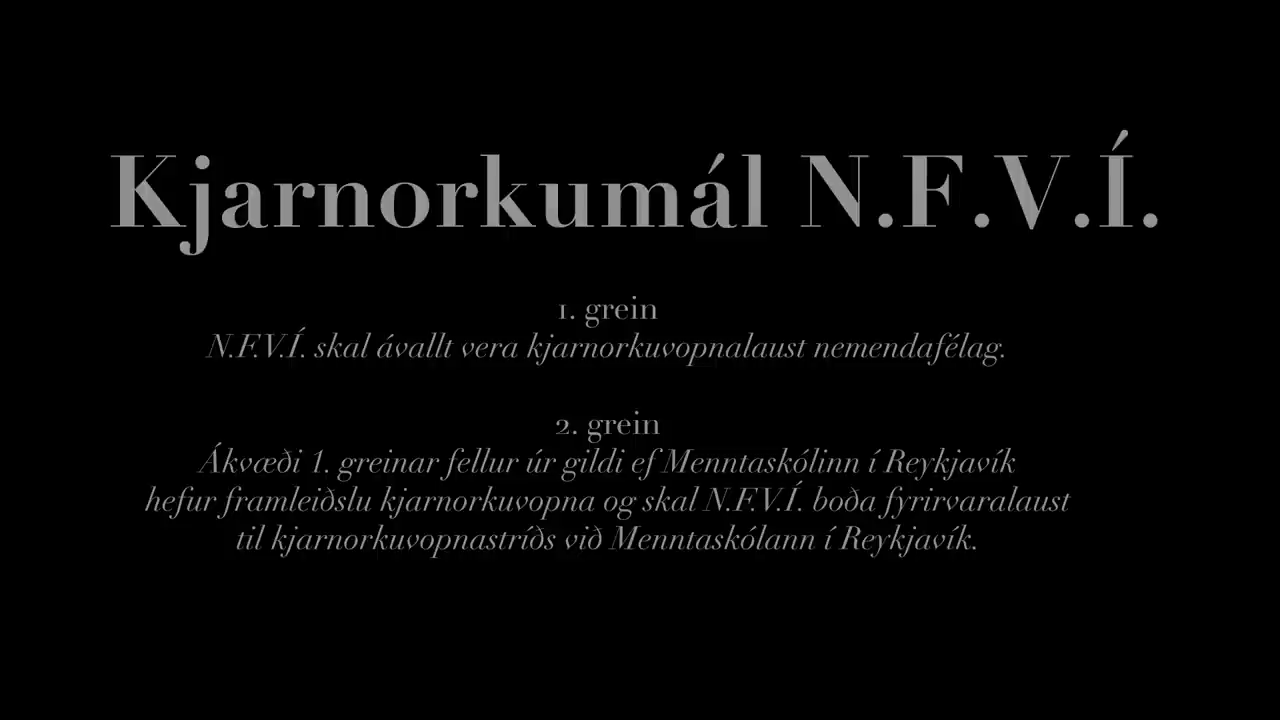 Kjarnorkumál N.F.V.Í.
1. grein
N.F.V.Í. skal ávallt vera kjarnorkuvopnalaust nemendafélag.
2. grein
Ákvæði 1. greinar fellur úr gildi ef Menntaskólinn í Reykjavík
hefur framleiðslu kjarnorkuvopna og skal N.F.V.Í. boða fyrirvaralaust
til kjarnorkuvopnastríðs við Menntaskólann í Reykjavík.